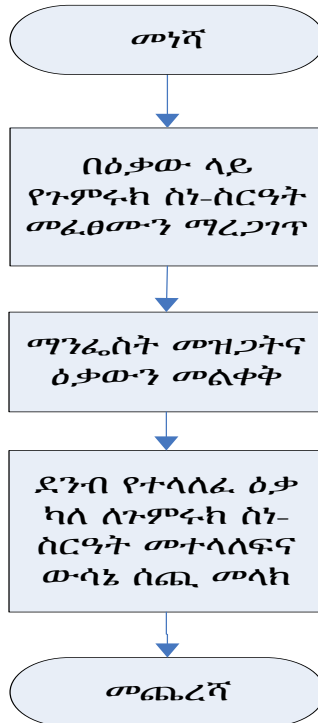 መነሻ
በዕቃው ላይ
የጉምሩክ ስነ-ስርዓት
መፈፀሙን ማረጋገጥ
ማንፌስት መዝጋትና
ዕቃውን መልቀቅ
ደንብ የተላለፈ ዕቃ
ካለ ለጉምሩክ ስነ-
ስርዓት መተላለፍና
ውሳኔ ሰጪ መላክ
መጨረሻ